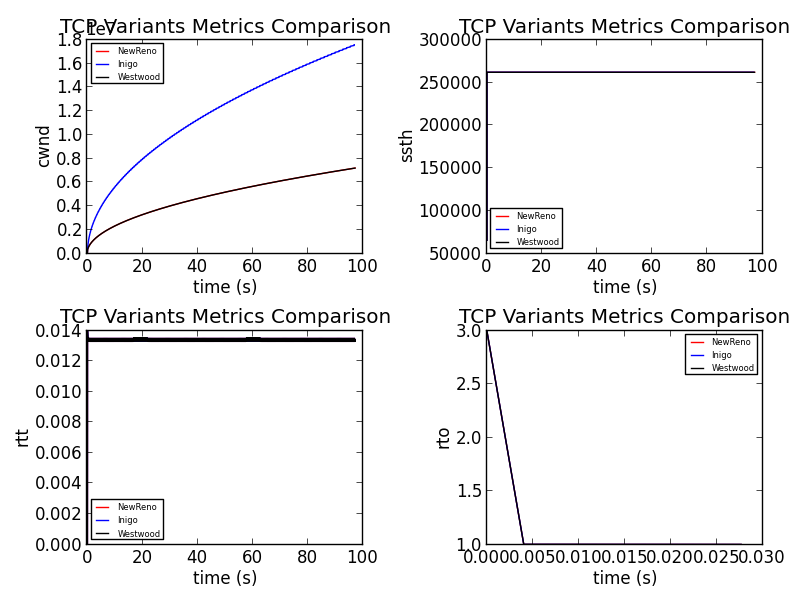 TCP Variants Metrics Comparison
1e7
1.8
1.6
1.4
1.2
1.0
0.8
0.6
0.4
0.2
0.0
cwnd
NewReno
Inigo
Westwood
0 20 40 60 80 100
time (s)
TCP Variants Metrics Comparison
300000
250000
200000
150000
100000
50000
ssth
NewReno
Inigo
Westwood
0 20 40 60 80 100
time (s)
TCP Variants Metrics Comparison
0.014
0.012
0.010
0.008
0.006
0.004
0.002
0.000
rtt
NewReno
Inigo
Westwood
0 20 40 60 80 100
time (s)
TCP Variants Metrics Comparison
3.0
2.5
2.0
1.5
1.0
rto
NewReno
Inigo
Westwood
0.000 0.005 0.010 0.015 0.020 0.025 0.030
time (s)